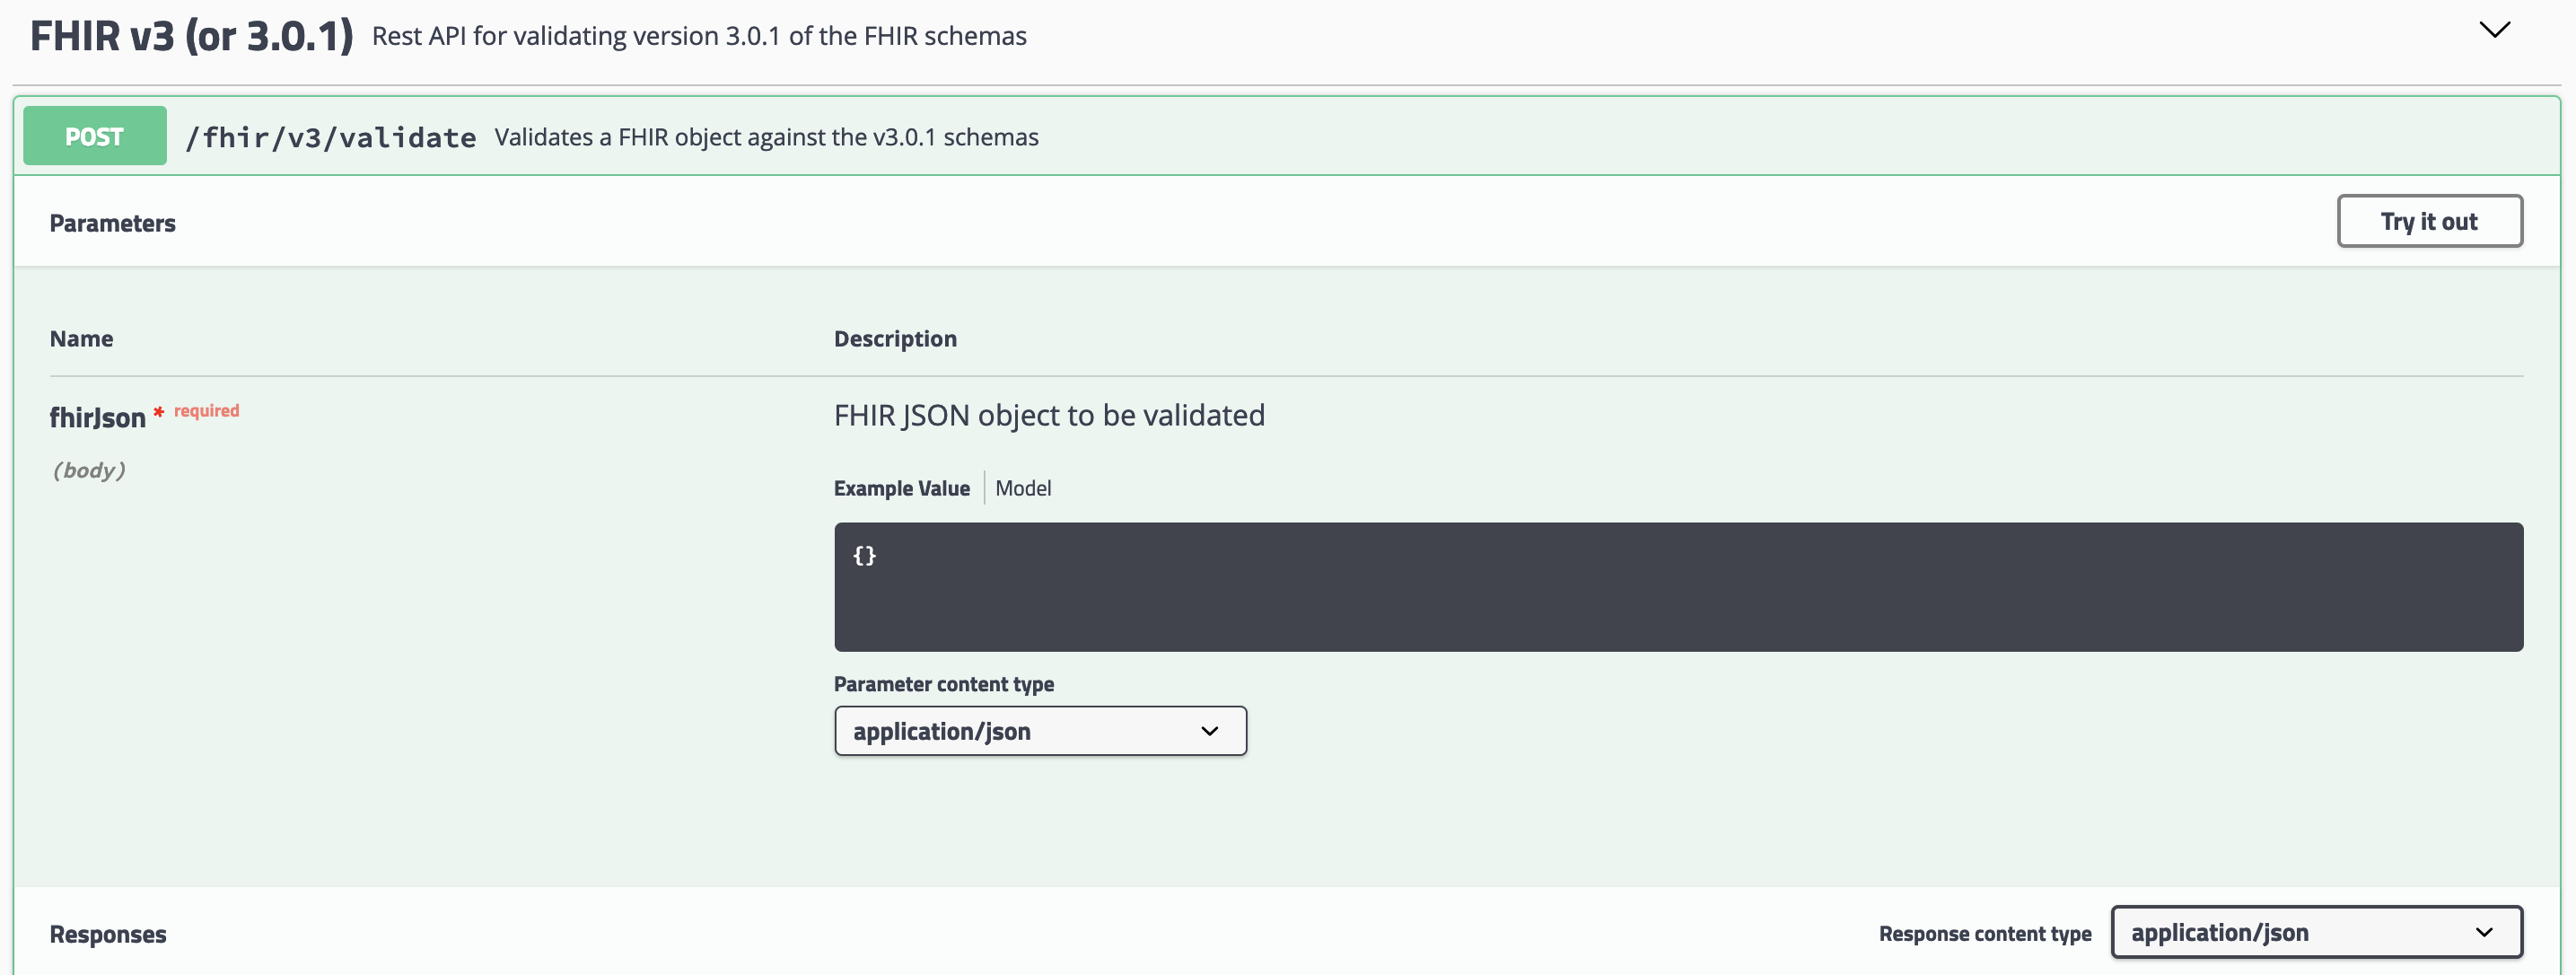 FHIR v3 (or 3.0.1) Rest API for validating version 3.0.1 of the FHIR schemas
POST /fhir/v3/validate Validates a FHIR object against the v3.0.1 schemas
Parameters Try it out
Name Description
fhirJson * required FHIR JSON object to be validated
(body)
Example Value Model
{}
Parameter content type
application/json
Responses Response content type application/json